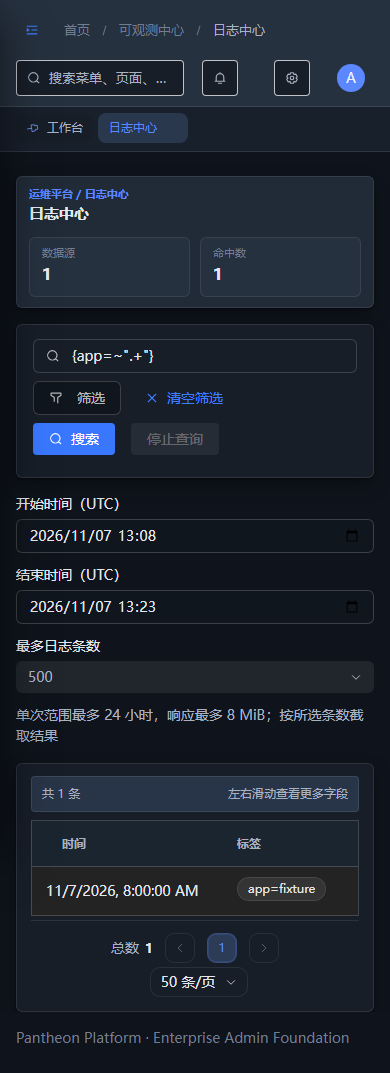 首页 / 可观测中心 / 日志中心
搜索菜单、页面、...
A
工作台
日志中心
运维平台 / 日志中心
日志中心
数据源
1
命中数
1
{app=~".+"}
筛选
清空筛选
搜索
停止查询
开始时间（UTC）
2026/11/07 13:08
结束时间（UTC）
2026/11/07 13:23
最多日志条数
500
单次范围最多 24 小时，响应最多 8 MiB；按所选条数截
取结果
共 1 条
左右滑动查看更多字段
时间
标签
11/7/2026, 8:00:00 AM
app=fixture
总数 1
1
50 条/页
Pantheon Platform · Enterprise Admin Foundation